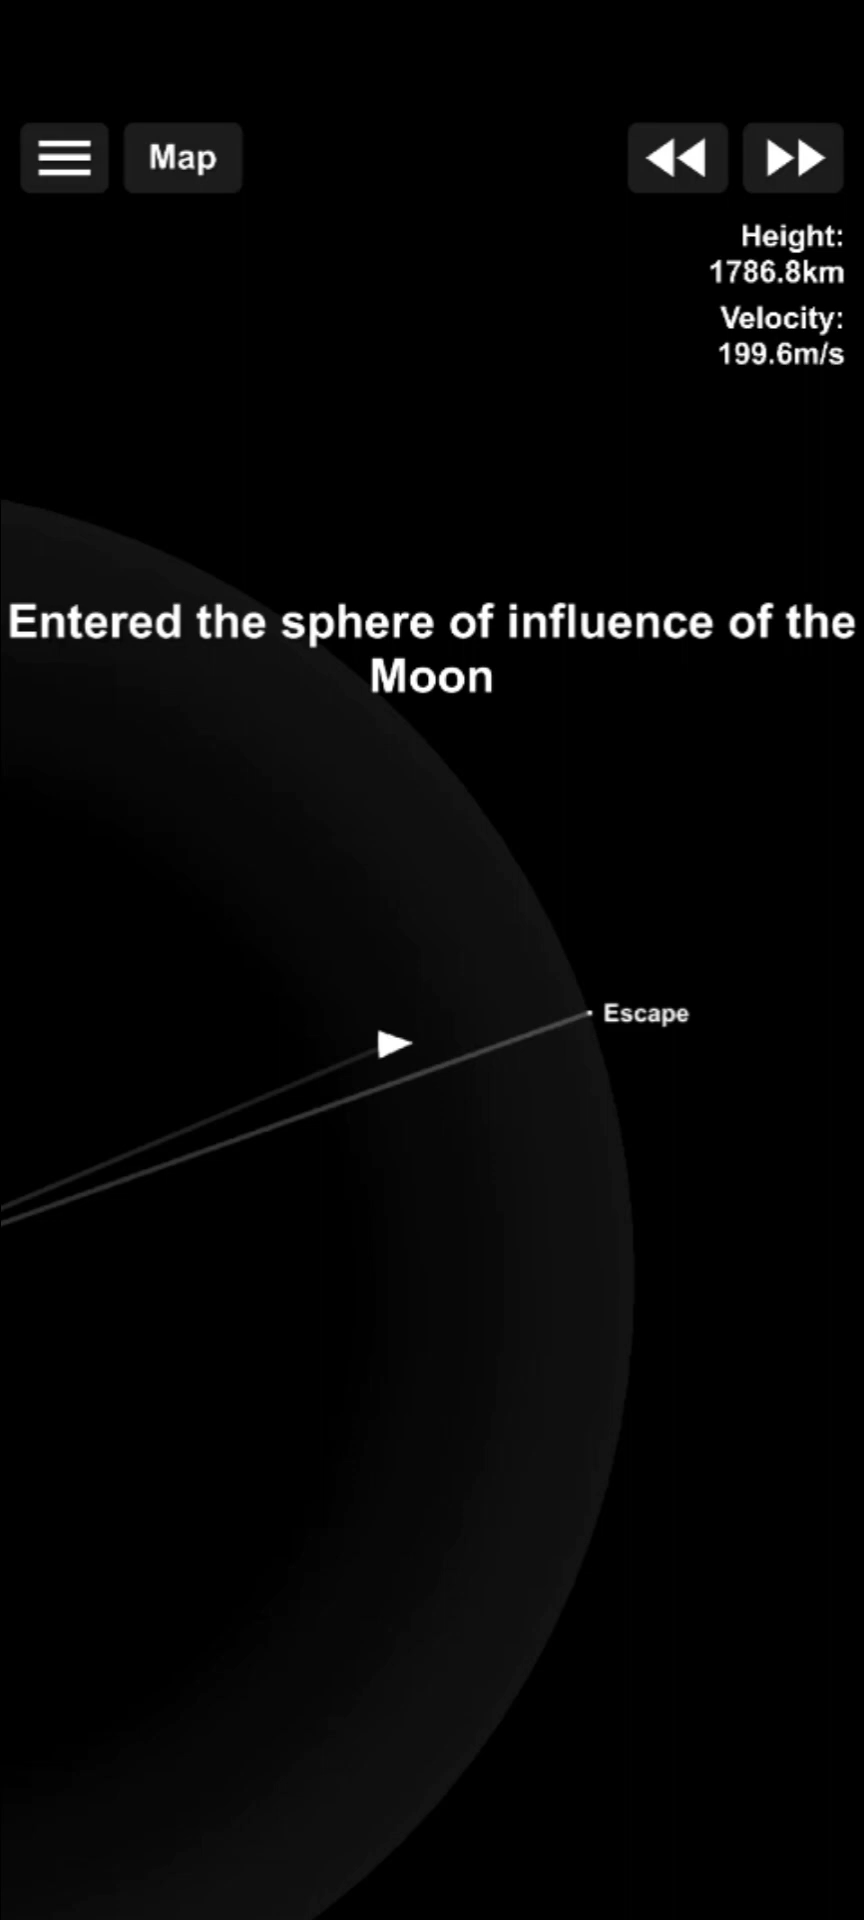 Map
Height:
1786.8km
Velocity:
199.6m/s
Entered the sphere of influence of the
Moon
Escape